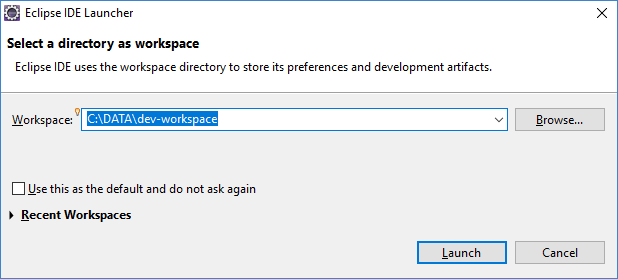 Eclipse IDE Launcher
Select a directory as workspace
Eclipse IDE uses the workspace directory to store its preferences and development artifacts.
Workspace: C:\DATA\dev-workspace Browse...
Use this as the default and do not ask again
Recent Workspaces
Launch Cancel